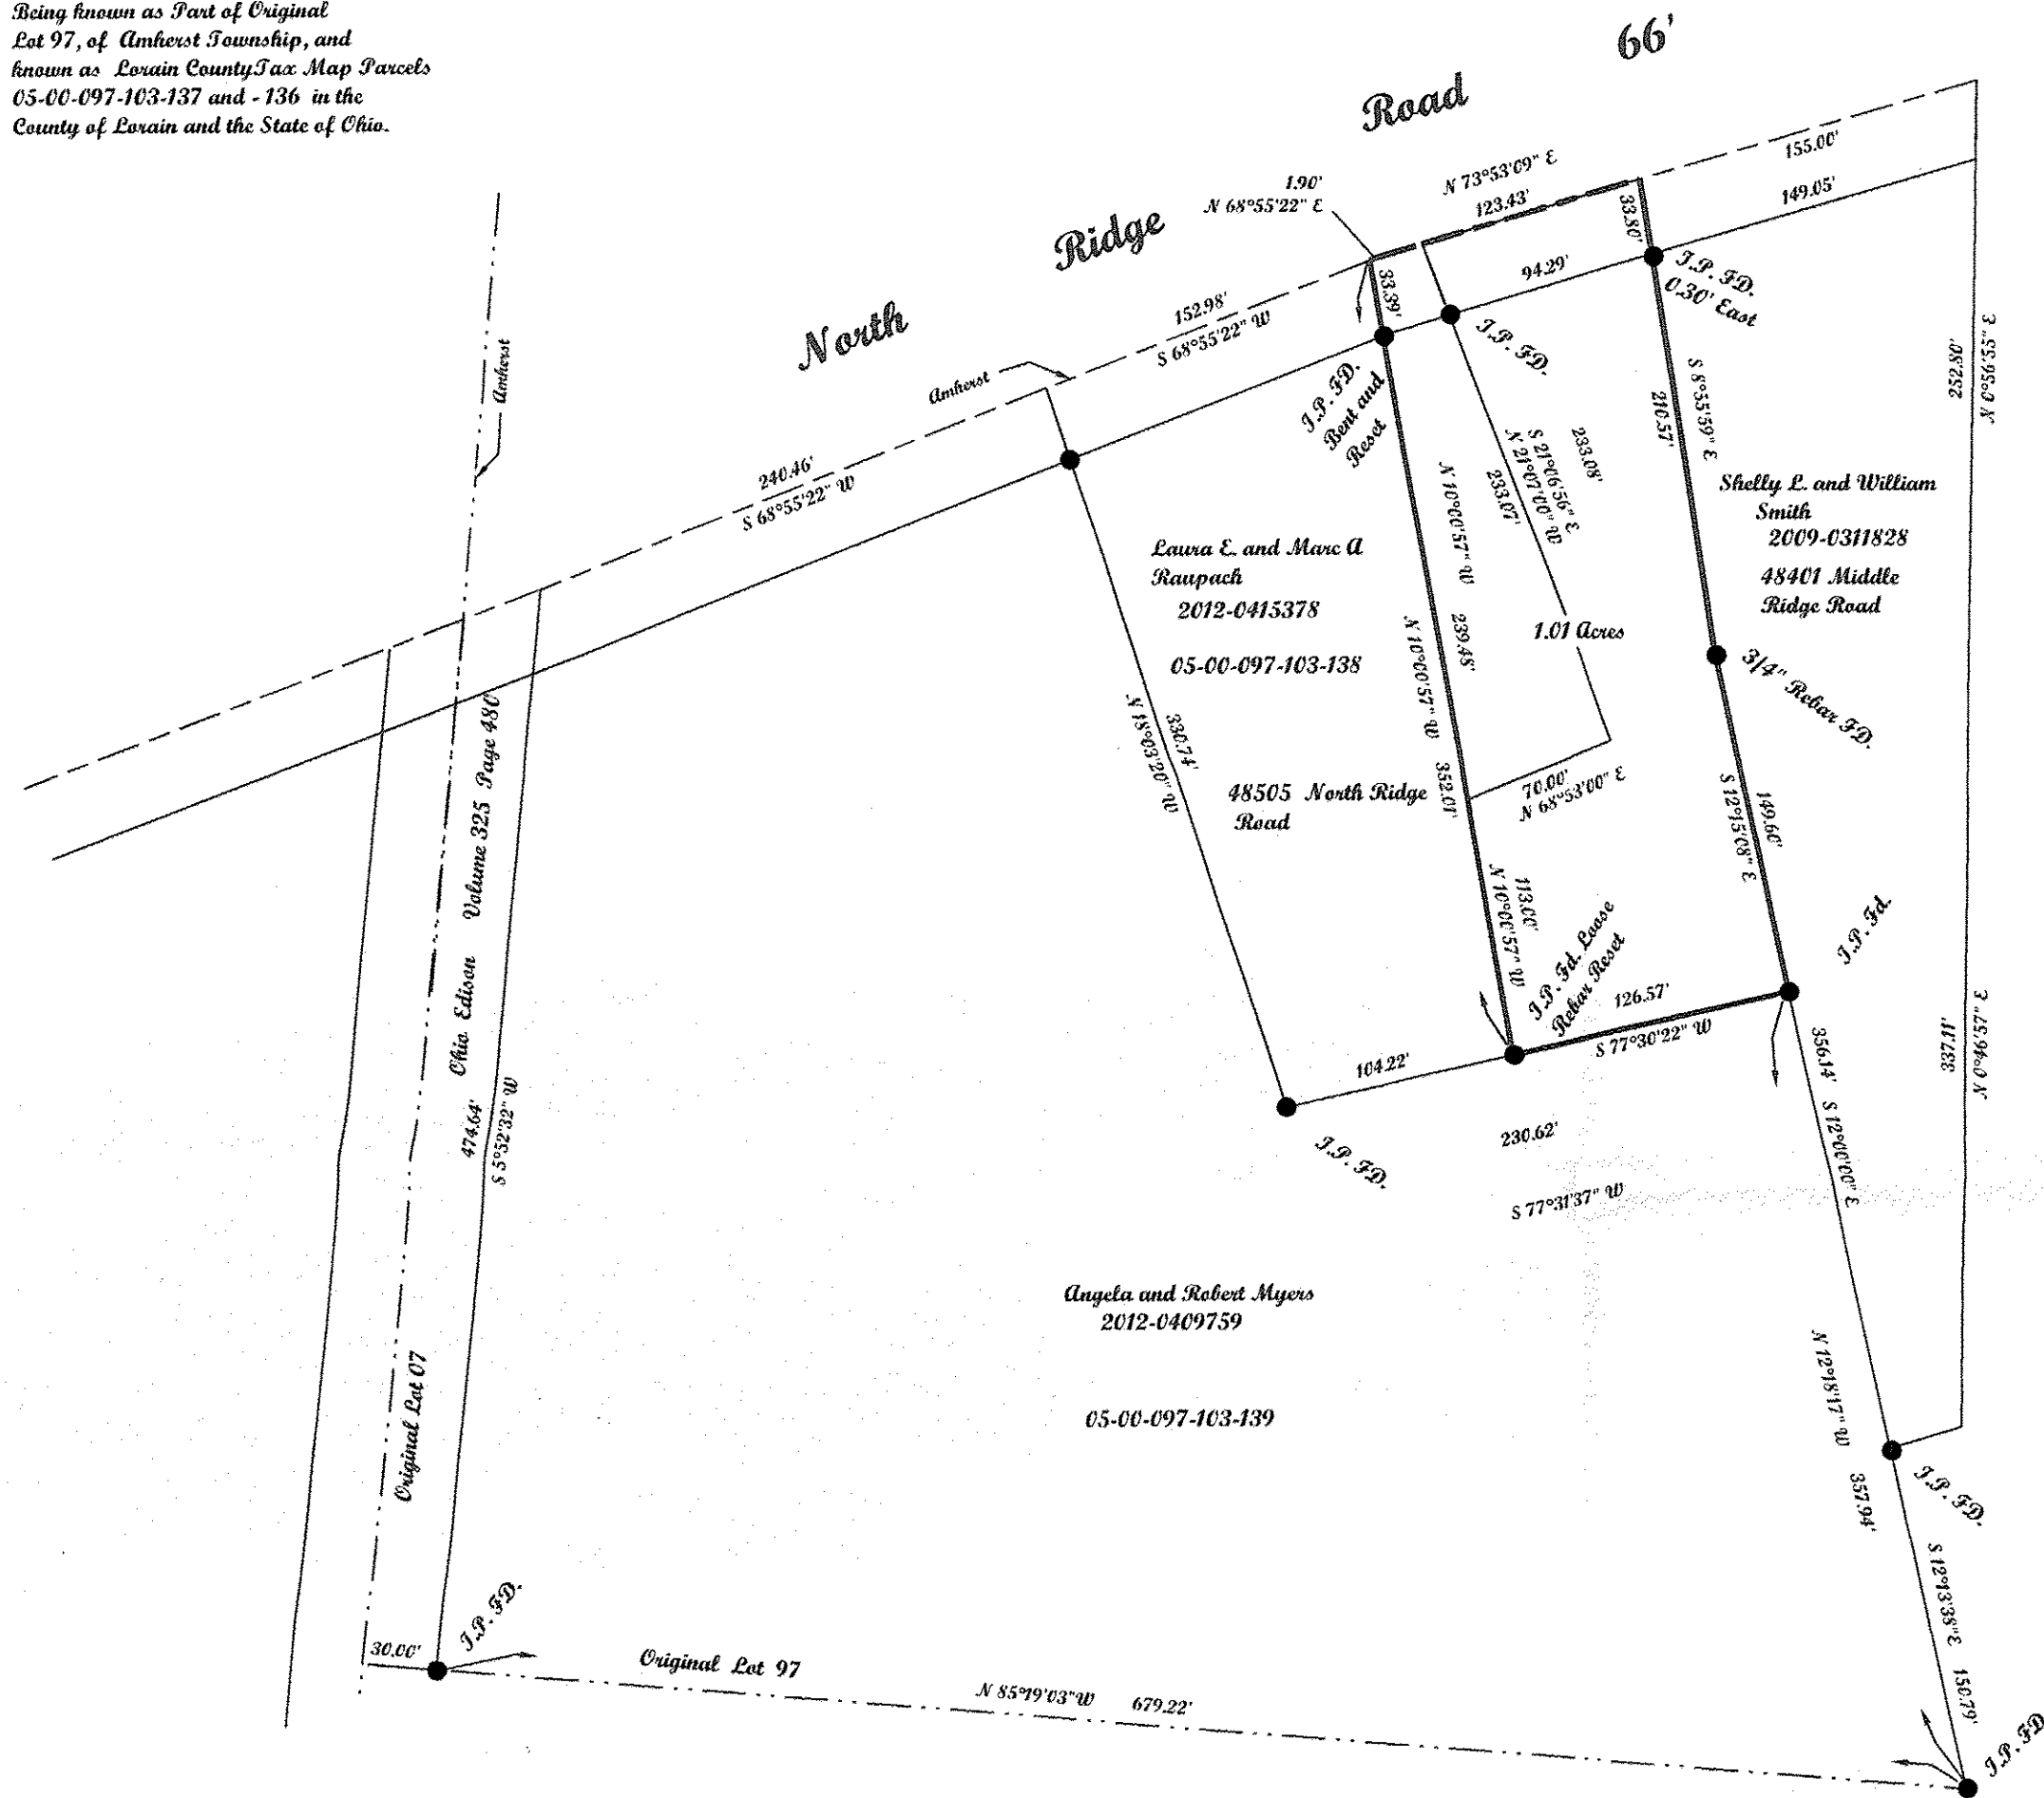 Being known as Part of Original
Lot 97, of Amherst Township, and
known as Lorain CountyTax Map Parcels
05-00-097-103-137 and - 136 in the
County of Lorain and the State of Ohio.
North Ridge Road 66'
155.00'
149.05'
N 73°53'09" E
123.43'
1.90'
N 68°55'22" E
33.80'
33.39'
94.29'
I.P. FD.
0.30' East
I.P. FD.
I.P. FD.
Bent and
Reset
152.98'
S 68°55'22" W
Amherst
Amherst
240.46'
S 68°55'22" W
252.80'
N 0°56'55" E
S 8°55'59" E
210.57'
233.08'
S 21°06'56" E
N 21°07'00" W
233.07'
N 10°00'57" W 239.48'
N 10°00'57" W 352.01'
Shelly L. and William
Smith
2009-0311828
48401 Middle
Ridge Road
Laura E. and Marc A
Raupach
2012-0415378
05-00-097-103-138
1.01 Acres
3/4" Rebar FD.
330.74'
N 18°03'20" W
48505 North Ridge
Road
70.00'
N 68°53'00" E
149.60'
S 12°15'08" E
113.00'
N 10°00'57" W
I.P. Fd. Loose
Rebar Reset
I.P. Fd.
126.57'
S 77°30'22" W
104.22'
I.P. FD.
230.62'
S 77°31'37" W
356.14' S 12°00'00" E
337.11'
N 0°46'57" E
Ohio Edison Volume 325 Page 480
474.64'
S 5°52'32" W
Angela and Robert Myers
2012-0409759
05-00-097-103-139
N 12°18'17" W 357.94'
I.P. FD.
S 12°13'38" E 150.79'
I.P. FD
Original Lot 07
I.P. FD.
30.00'
Original Lot 97
N 85°19'03"W 679.22'